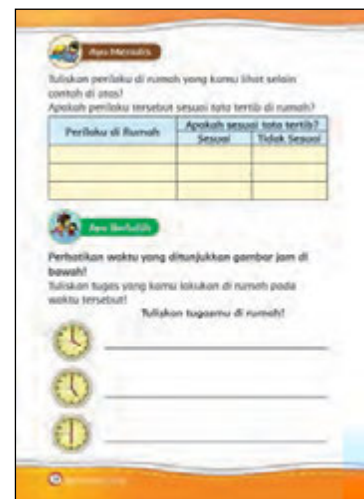 Ayo Menulis
Tuliskan perilaku di rumah yang kamu lihat selain
contoh di atas!
Apakah perilaku tersebut sesuai tata tertib di rumah?
Perilaku di Rumah
Apakah sesuai tata tertib?
Sesuai
Tidak Sesuai
Ayo Berlatih
Perhatikan waktu yang ditunjukkan gambar jam di
bawah!
Tuliskan tugas yang kamu lakukan di rumah pada
waktu tersebut!
Tuliskan tugasmu di rumah!